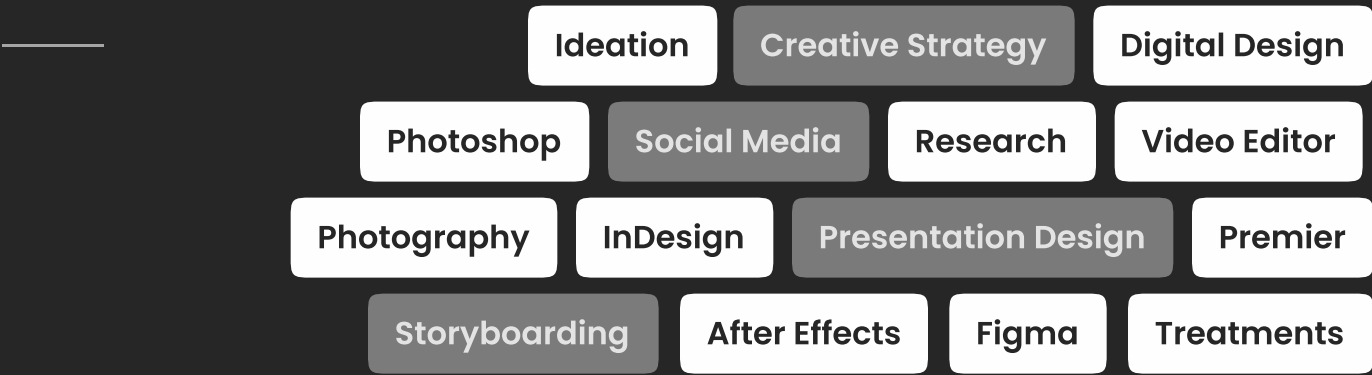 Ideation Creative Strategy Digital Design
Photoshop Social Media Research Video Editor
Photography InDesign Presentation Design Premier
Storyboarding After Effects Figma Treatments